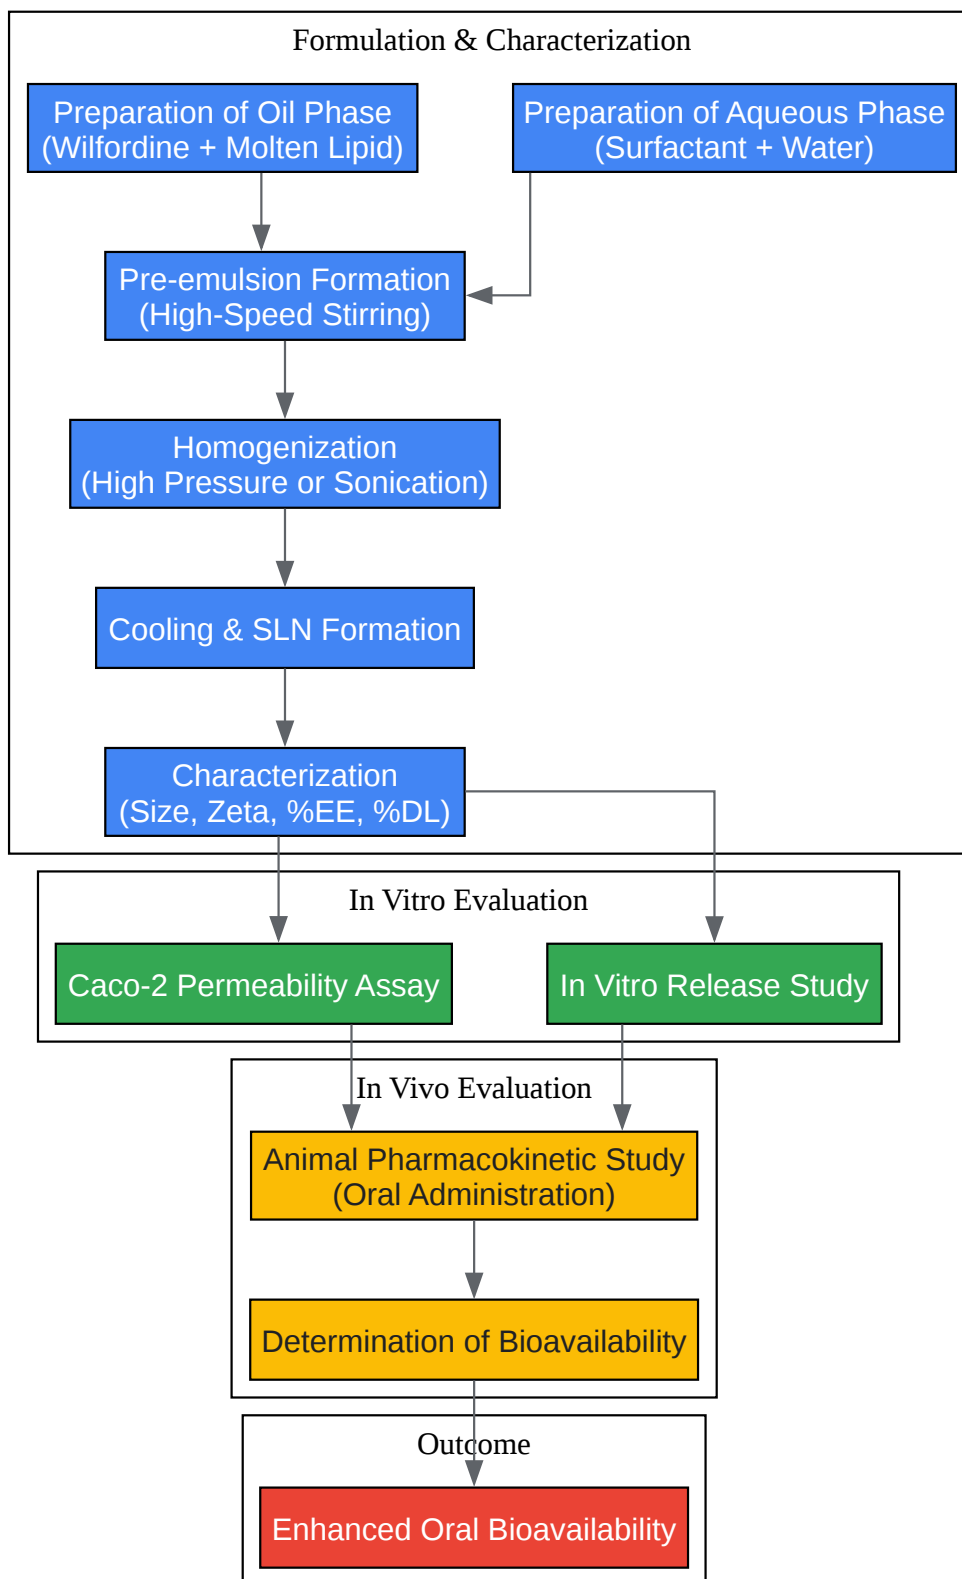 Formulation & Characterization
Preparation of Oil Phase
(Wilfordine + Molten Lipid)
Preparation of Aqueous Phase
(Surfactant + Water)
Pre-emulsion Formation
(High-Speed Stirring)
Homogenization
(High Pressure or Sonication)
Cooling & SLN Formation
Characterization
(Size, Zeta, %EE, %DL)
In Vitro Evaluation
Caco-2 Permeability Assay
In Vitro Release Study
In Vivo Evaluation
Animal Pharmacokinetic Study
(Oral Administration)
Determination of Bioavailability
Outcome
Enhanced Oral Bioavailability